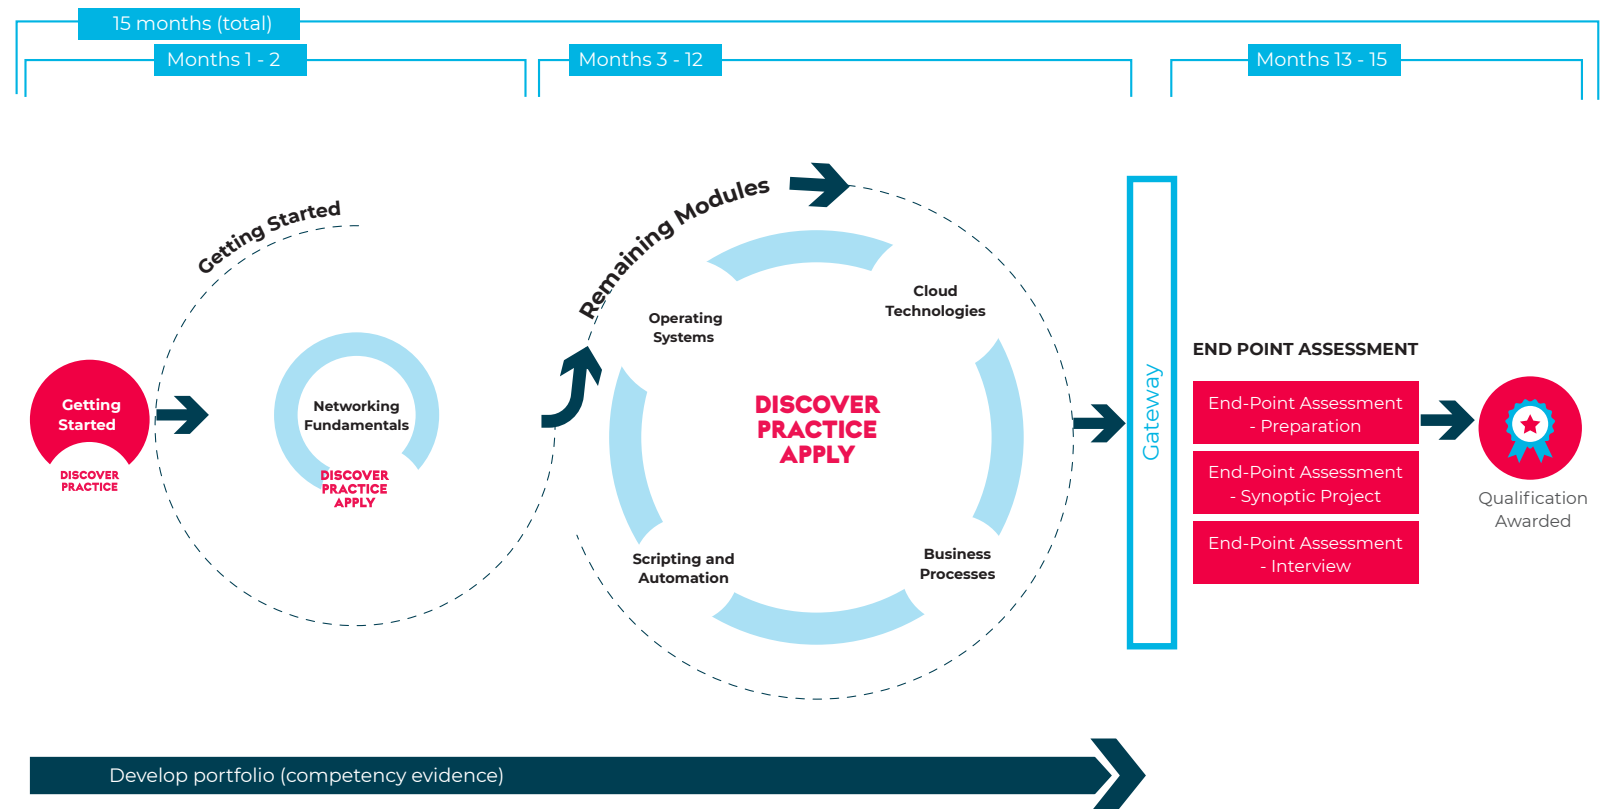 15 months (total)
Months 1 - 2
Months 3 - 12
Months 13 - 15
Getting Started
Remaining Modules
Getting
Started
DISCOVER
PRACTICE
Networking
Fundamentals
DISCOVER
PRACTICE
APPLY
Operating
Systems
Cloud
Technologies
DISCOVER
PRACTICE
APPLY
Scripting and
Automation
Business
Processes
Gateway
END POINT ASSESSMENT
End-Point Assessment
- Preparation
End-Point Assessment
- Synoptic Project
End-Point Assessment
- Interview
Qualification
Awarded
Develop portfolio (competency evidence)